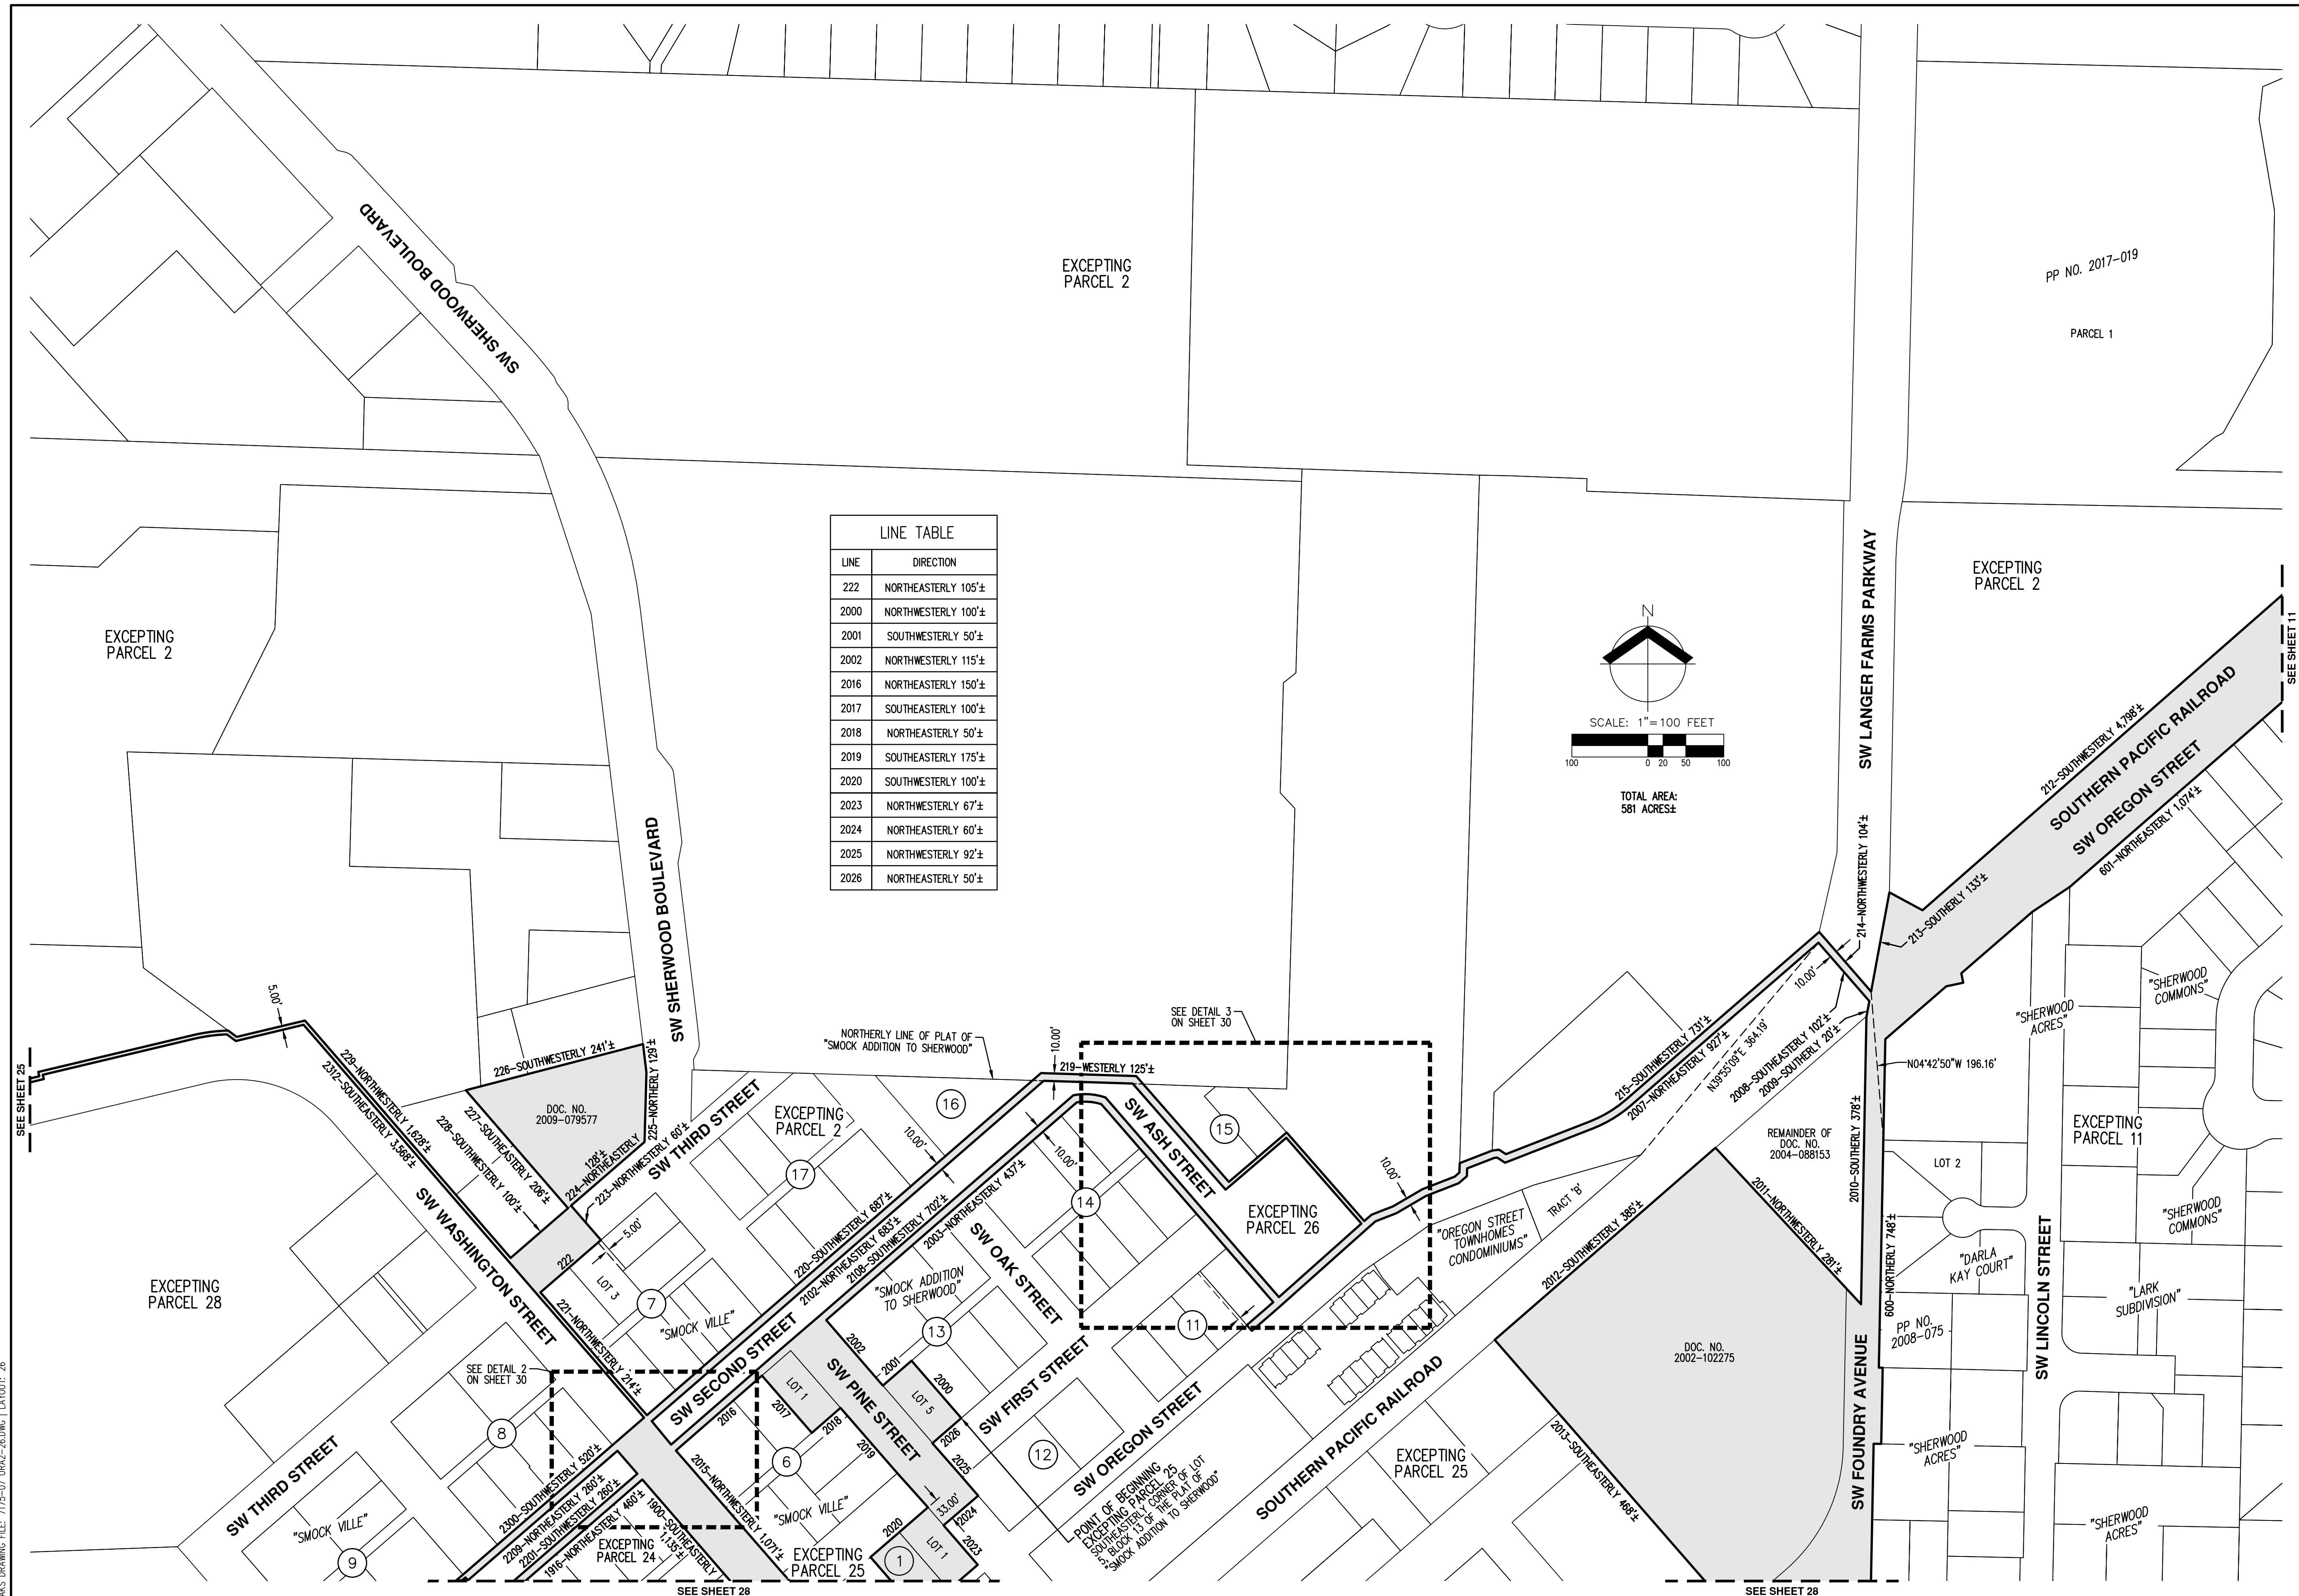 SW SHERWOOD BOULEVARD
EXCEPTING
PARCEL 2
PP NO. 2017-019
PARCEL 1
LINE TABLE
LINE DIRECTION
222 NORTHEASTERLY 105'±
2000 NORTHWESTERLY 100'±
2001 SOUTHWESTERLY 50'±
2002 NORTHWESTERLY 115'±
2016 NORTHEASTERLY 150'±
2017 SOUTHEASTERLY 100'±
2018 NORTHEASTERLY 50'±
2019 SOUTHEASTERLY 175'±
2020 SOUTHWESTERLY 100'±
2023 NORTHWESTERLY 67'±
2024 NORTHEASTERLY 60'±
2025 NORTHWESTERLY 92'±
2026 NORTHEASTERLY 50'±
EXCEPTING
PARCEL 2
N
SCALE: 1"=100 FEET
100 0 20 50 100
TOTAL AREA:
581 ACRES±
SW LANGER FARMS PARKWAY
EXCEPTING
PARCEL 2
SEE SHEET 11
212-SOUTHWESTERLY 4,798'±
SOUTHERN PACIFIC RAILROAD
SW OREGON STREET
601-NORTHEASTERLY 1,074'±
214-NORTHWESTERLY 104'±
213-SOUTHERLY 133'±
SW SHERWOOD BOULEVARD
5.00'
SEE SHEET 25
229-NORTHWESTERLY 1,628'±
2312-SOUTHEASTERLY 3,568'±
226-SOUTHWESTERLY 241'±
225-NORTHERLY 129'±
DOC. NO.
2009-079577
227-SOUTHEASTERLY 206'±
228-SOUTHWESTERLY 100'±
128'±
224-NORTHEASTERLY
223-NORTHWESTERLY 60'±
SW THIRD STREET
NORTHERLY LINE OF PLAT OF
"SMOCK ADDITION TO SHERWOOD"
10.00'
219-WESTERLY 125'±
SEE DETAIL 3
ON SHEET 30
16
EXCEPTING
PARCEL 2
17
10.00'
10.00'
SW ASH STREET
15
14
10.00'
215-SOUTHWESTERLY 731'±
2007-NORTHEASTERLY 927'±
N39°55'09"E 364.19'
10.00'
2008-SOUTHEASTERLY 102'±
2009-SOUTHERLY 20'±
N04°42'50"W 196.16'
"SHERWOOD
ACRES"
"SHERWOOD
COMMONS"
EXCEPTING
PARCEL 11
REMAINDER OF
DOC. NO.
2004-088153
2010-SOUTHERLY 378'±
2011-NORTHWESTERLY 281'±
LOT 2
"SHERWOOD
COMMONS"
"DARLA
KAY COURT"
"LARK
SUBDIVISION"
SW LINCOLN STREET
600-NORTHERLY 748'±
PP NO.
2008-075
SW FOUNDRY AVENUE
"SHERWOOD
ACRES"
"SHERWOOD
ACRES"
EXCEPTING
PARCEL 26
TRACT 'B'
"OREGON STREET
TOWNHOMES
CONDOMINIUMS"
2012-SOUTHWESTERLY 385'±
DOC. NO.
2002-102275
2013-SOUTHEASTERLY 468'±
EXCEPTING
PARCEL 25
SOUTHERN PACIFIC RAILROAD
SW OREGON STREET
11
12
SW FIRST STREET
SW OAK STREET
220-SOUTHWESTERLY 687'±
2102-NORTHEASTERLY 683'±
2108-SOUTHWESTERLY 702'±
2003-NORTHEASTERLY 437'±
"SMOCK ADDITION
TO SHERWOOD"
13
2002
2001
2000
LOT 5
2026
2025
SW SECOND STREET
SW PINE STREET
LOT 1
2016
2017
2018
2019
6
"SMOCK VILLE"
2015-NORTHWESTERLY 1,071'±
33.00'
2024
2023
2020
LOT 1
1
EXCEPTING
PARCEL 25
POINT OF BEGINNING
EXCEPTING PARCEL 25
SOUTHEASTERLY CORNER OF LOT
5, BLOCK 13 OF THE PLAT OF
"SMOCK ADDITION TO SHERWOOD"
222
5.00'
LOT 3
7
"SMOCK VILLE"
221-NORTHWESTERLY 214'±
SW WASHINGTON STREET
EXCEPTING
PARCEL 28
SEE DETAIL 2
ON SHEET 30
8
2300-SOUTHWESTERLY 520'±
2209-NORTHEASTERLY 260'±
2201-SOUTHWESTERLY 260'±
1916-NORTHEASTERLY 460'±
1900-SOUTHEASTERLY
1,135'±
EXCEPTING
PARCEL 24
SW THIRD STREET
"SMOCK VILLE"
9
SEE SHEET 28
SEE SHEET 28